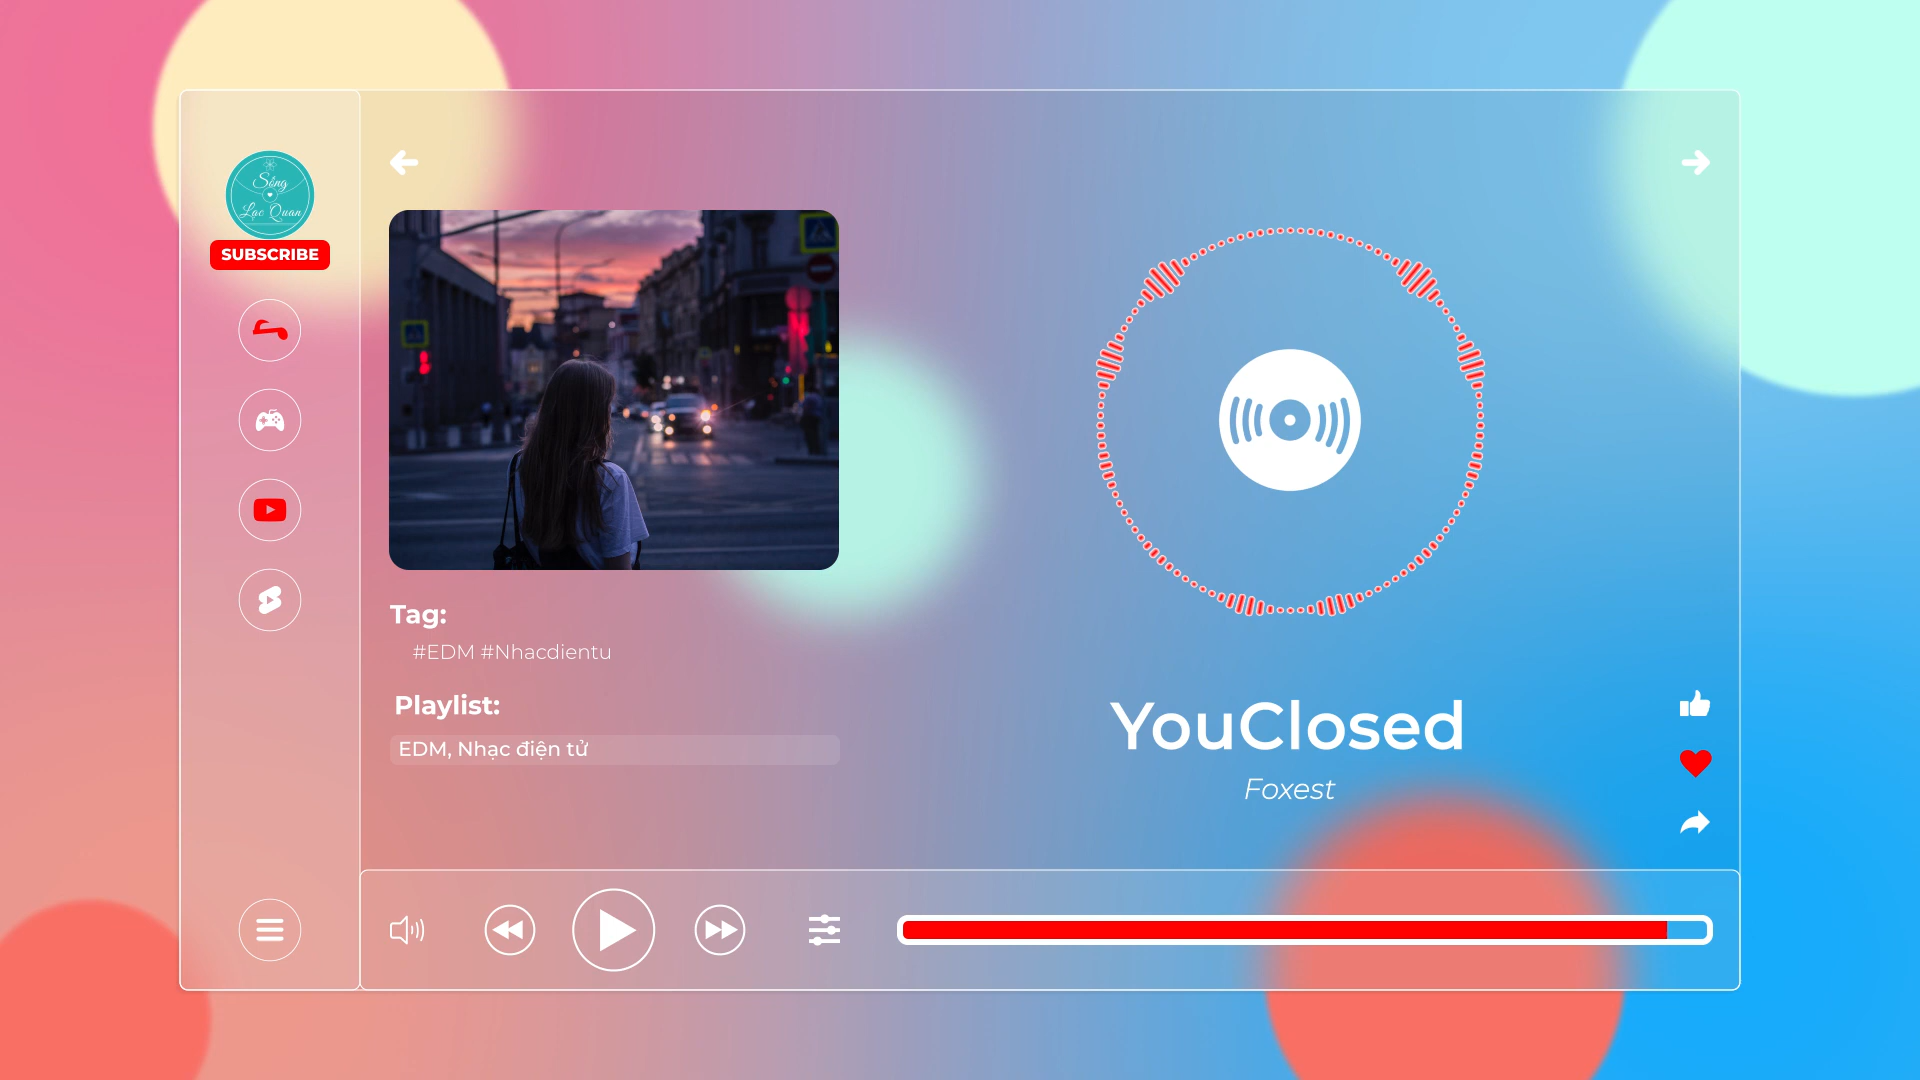 Sống
Lạc Quan
SUBSCRIBE
Tag:
#EDM #Nhacdientu
Playlist:
EDM, Nhạc điện tử
YouClosed
Foxest